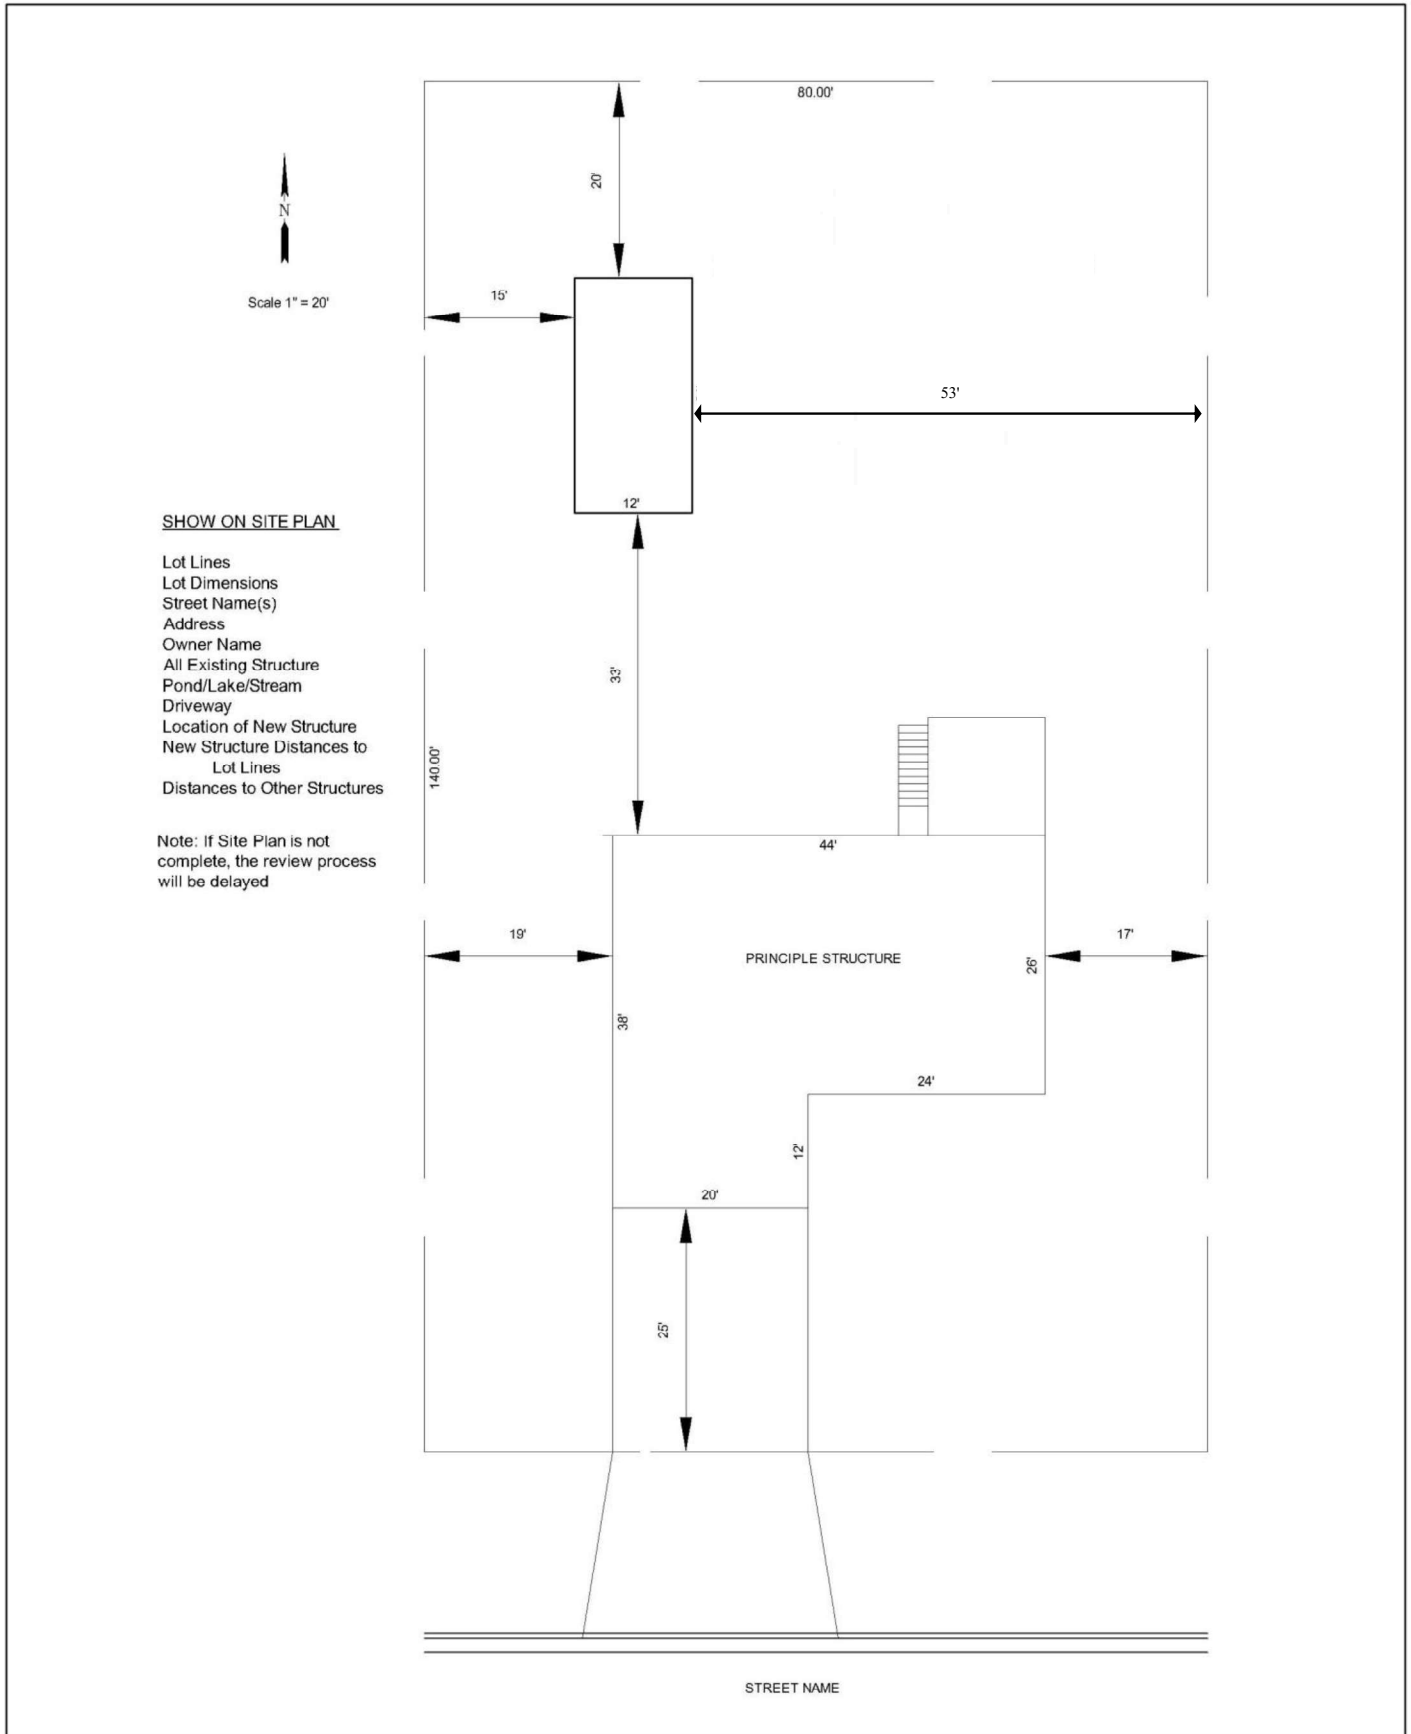 80.00'
20'
N
Scale 1" = 20'
15'
53'
12'
SHOW ON SITE PLAN
Lot Lines
Lot Dimensions
Street Name(s)
Address
Owner Name
All Existing Structure
Pond/Lake/Stream
Driveway
Location of New Structure
New Structure Distances to
Lot Lines
Distances to Other Structures
33'
140.00'
Note: If Site Plan is not
complete, the review process
will be delayed
44'
19'
17'
PRINCIPLE STRUCTURE
26'
38'
24'
12'
20'
25'
STREET NAME